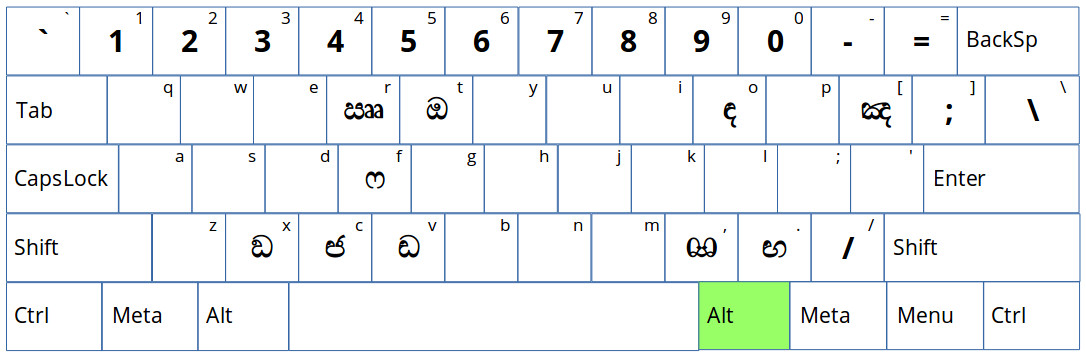 ` ` 1 1 2 2 3 3 4 4 5 5 6 6 7 7 8 8 9 9 0 0 - - = = BackSp
Tab q w e r ඎ t ඔ y u i o ඳ p [ ඥ ] ; \ \
CapsLock a s d f ෆ g h j k l ; ' Enter
Shift z x ඞ c ඦ v ඬ b n m , ඏ . ඟ / / Shift
Ctrl Meta Alt Alt Meta Menu Ctrl